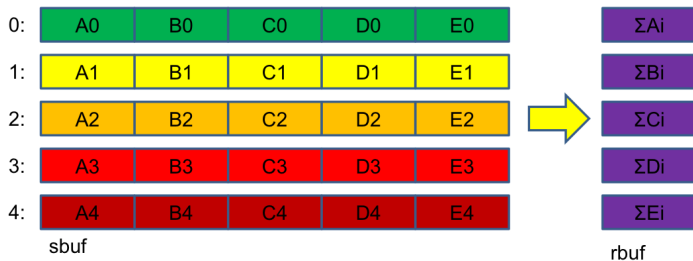 0: A0 B0 C0 D0 E0 ΣAi
1: A1 B1 C1 D1 E1 ΣBi
2: A2 B2 C2 D2 E2 ΣCi
3: A3 B3 C3 D3 E3 ΣDi
4: A4 B4 C4 D4 E4 ΣEi
sbuf rbuf